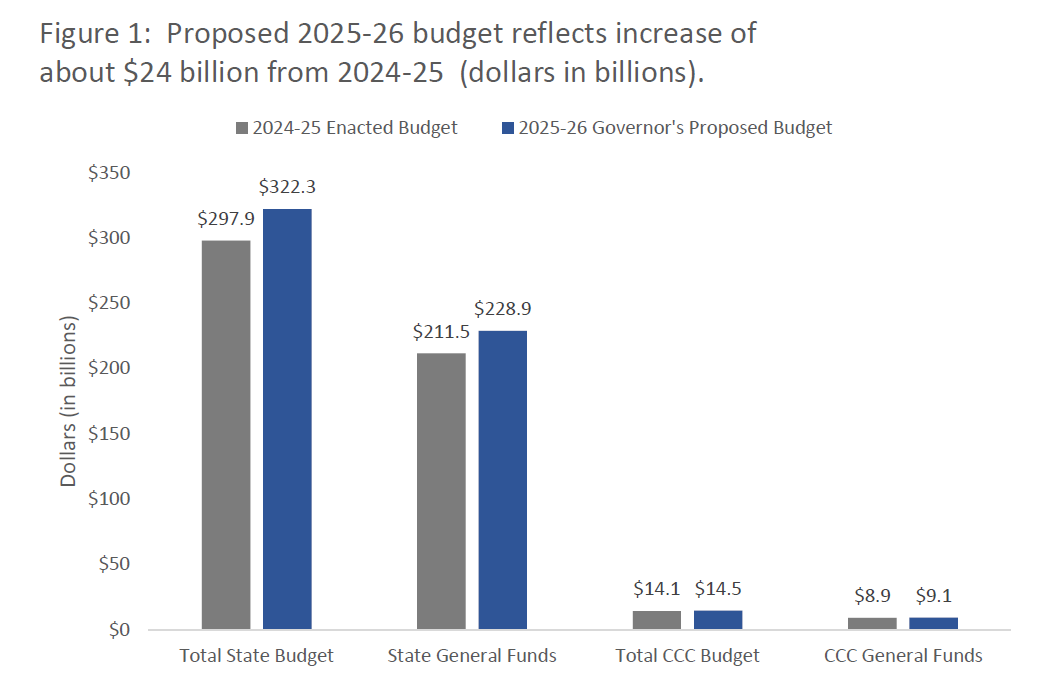 Figure 1:  Proposed 2025-26 budget reflects increase of
about $24 billion from 2024-25  (dollars in billions).
2024-25 Enacted Budget
2025-26 Governor's Proposed Budget
Dollars (in billions)
$350
$300
$250
$200
$150
$100
$50
$0
$297.9
$322.3
$211.5
$228.9
$14.1
$14.5
$8.9
$9.1
Total State Budget
State General Funds
Total CCC Budget
CCC General Funds